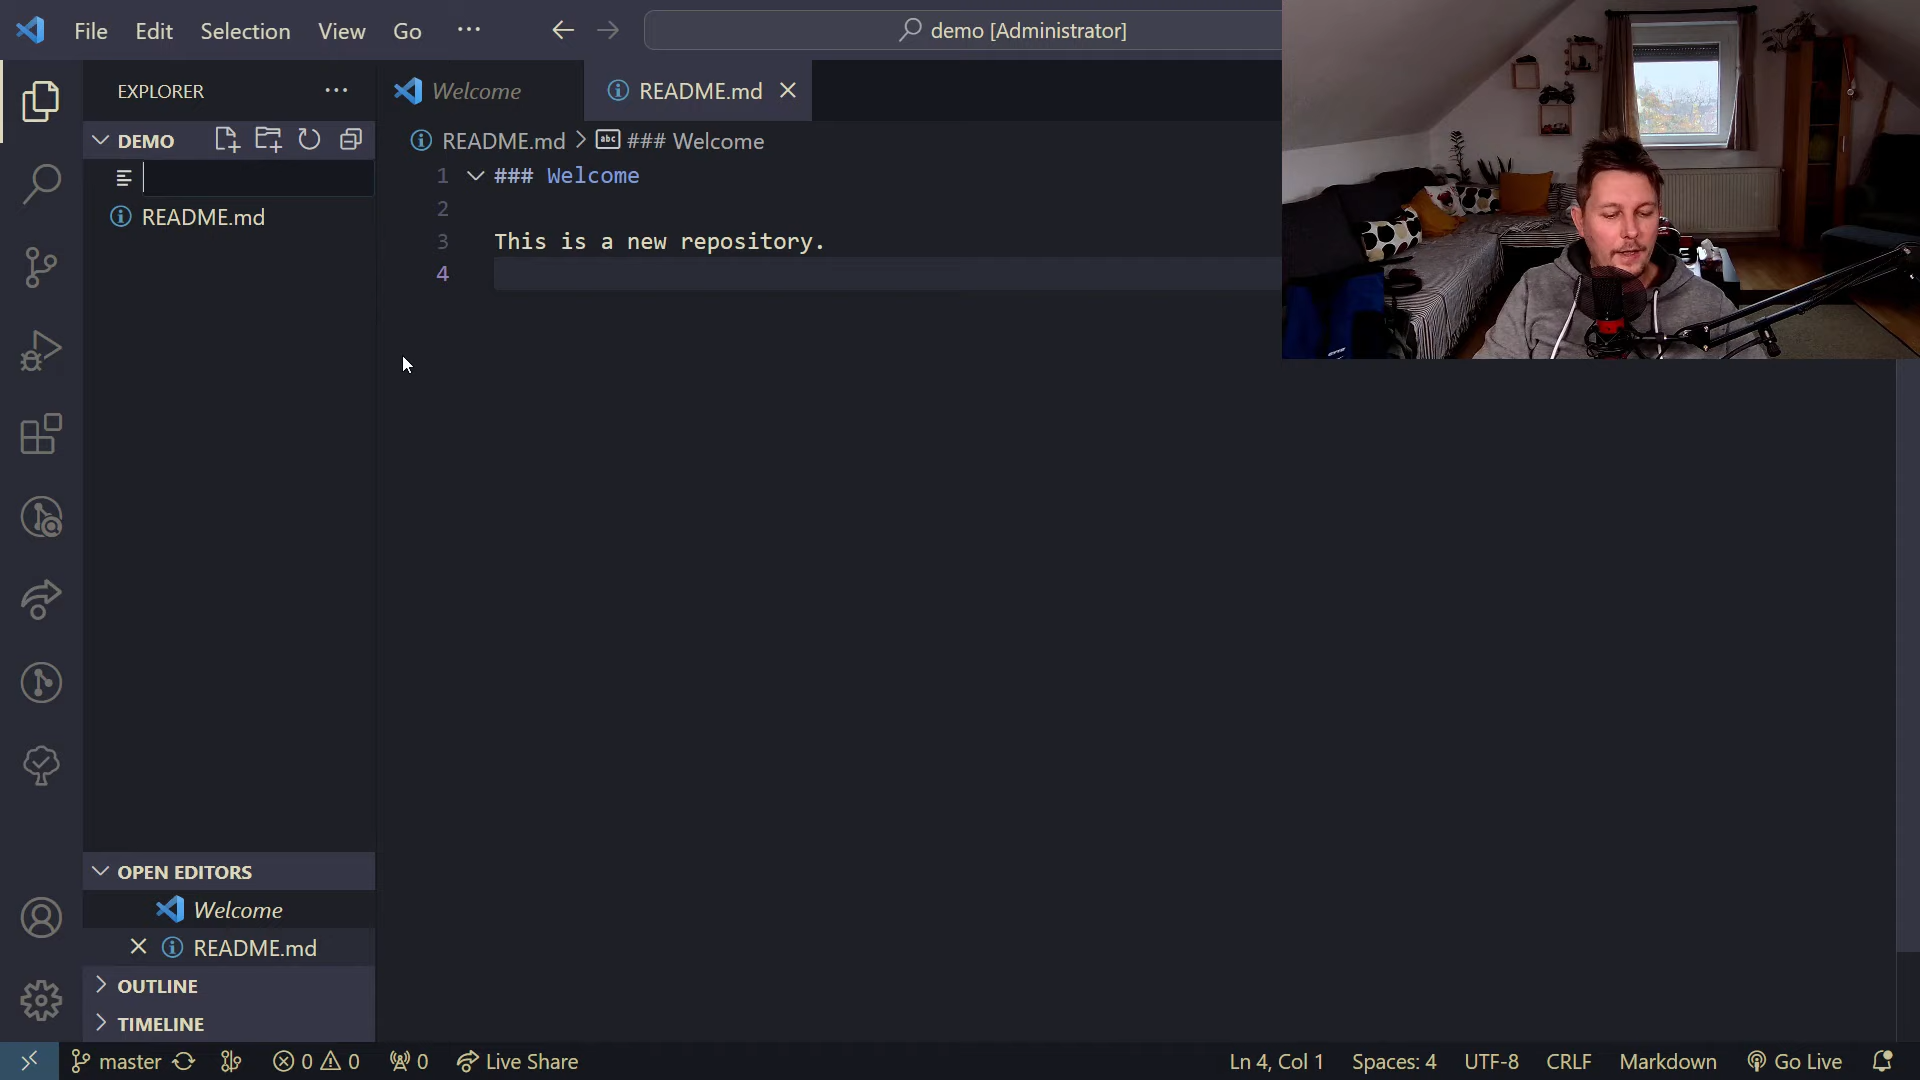 File Edit Selection View Go ··· demo [Administrator]
EXPLORER ···
Welcome README.md
DEMO
README.md > ### Welcome
1 ### Welcome
2
3 This is a new repository.
4
README.md
OPEN EDITORS
Welcome
README.md
OUTLINE
TIMELINE
master 0 0 0 Live Share Ln 4, Col 1 Spaces: 4 UTF-8 CRLF Markdown Go Live